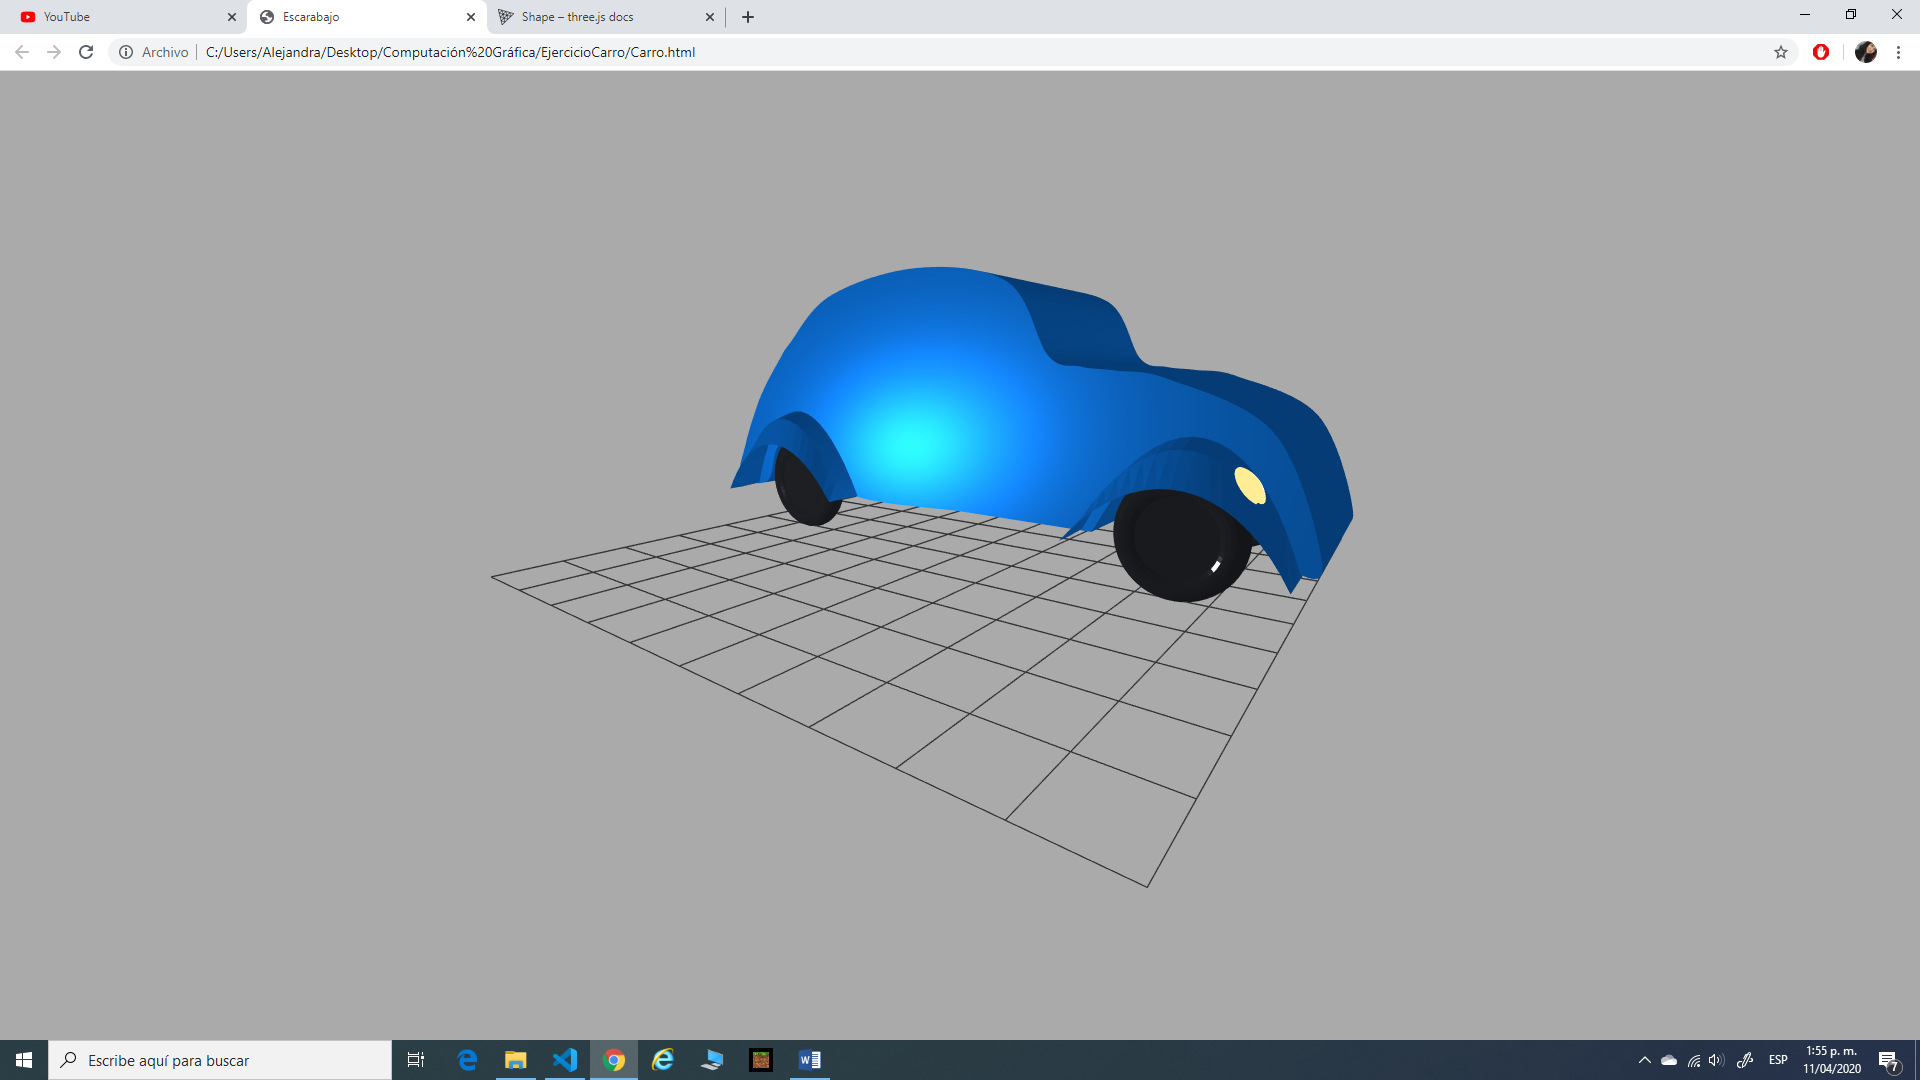 YouTube
Escarabajo
Shape – three.js docs
Archivo
C:/Users/Alejandra/Desktop/Computación%20Gráfica/EjercicioCarro/Carro.html
Escribe aquí para buscar
ESP
1:55 p. m.
11/04/2020
7